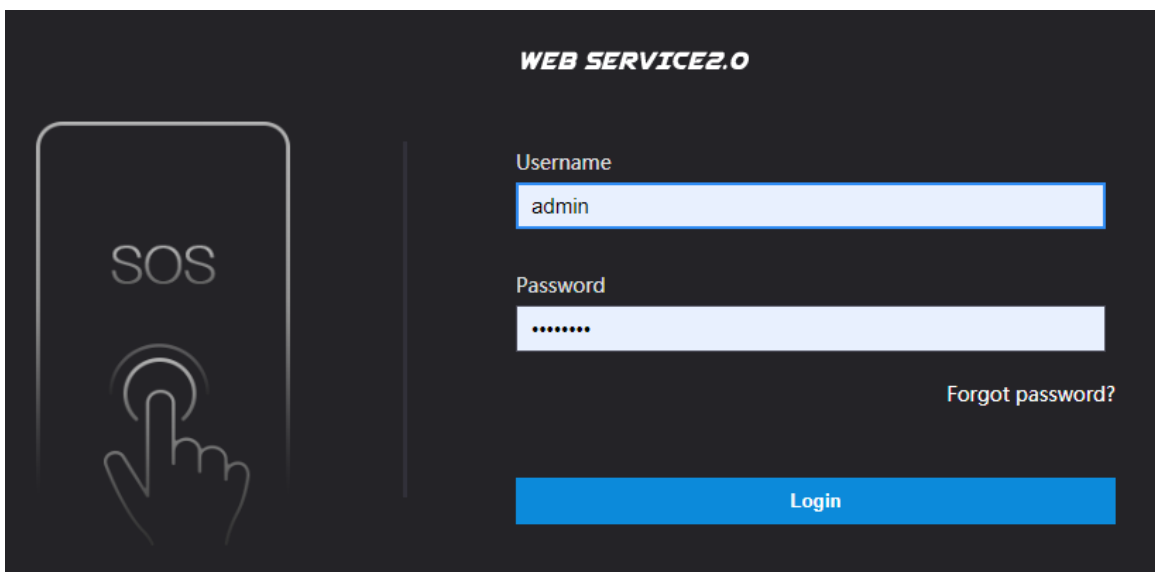 WEB SERVICE2.0
SOS
Username
admin
Password
••••••••
Forgot password?
Login